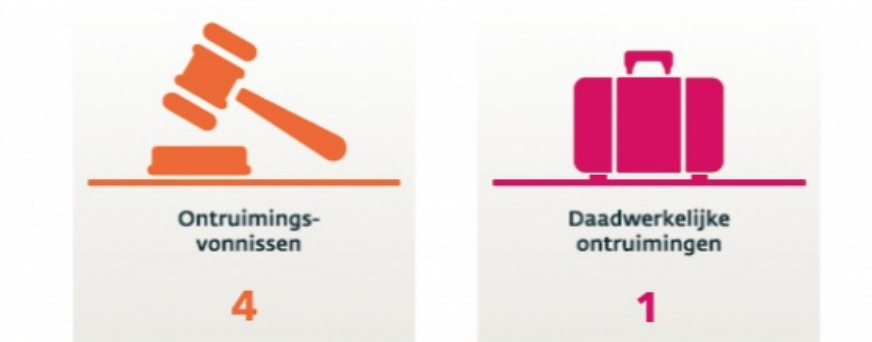 Ontruimings-
vonnissen
4
Daadwerkelijke
ontruimingen
1